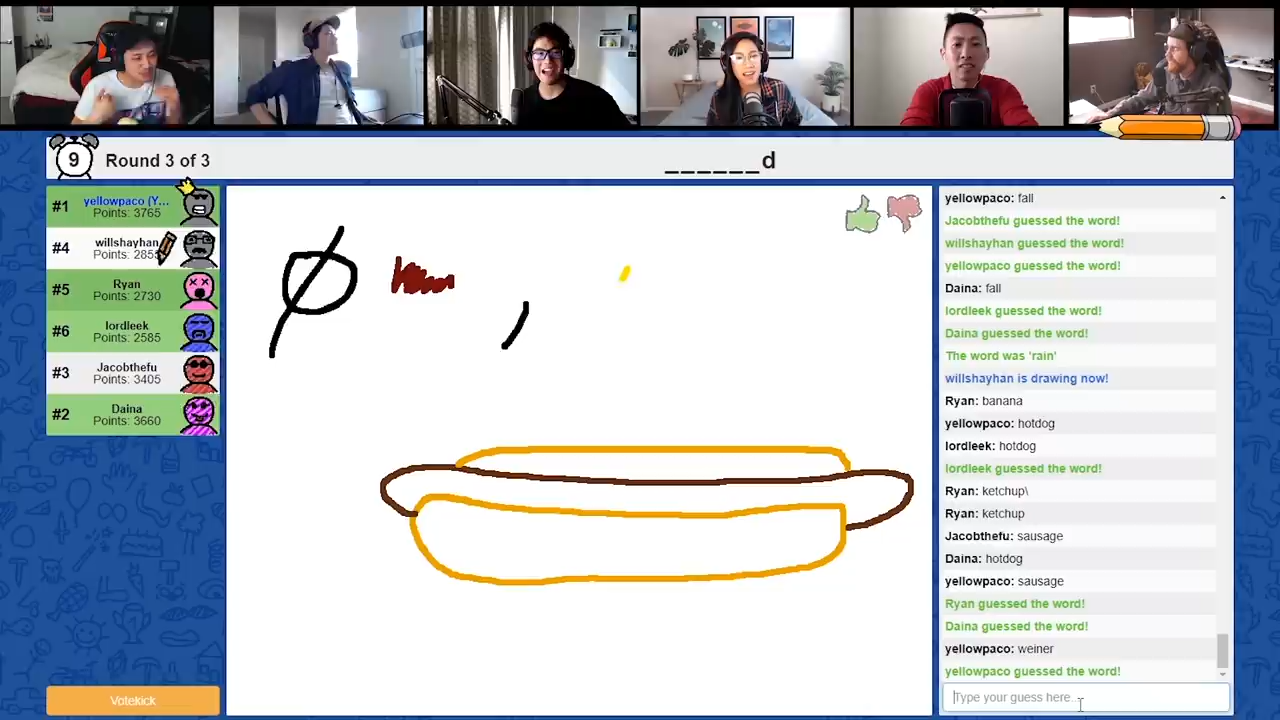 9
Round 3 of 3
______d
#1
yellowpaco (Y...
Points: 3765
#4
willshayhan
Points: 2855
#5
Ryan
Points: 2730
#6
lordleek
Points: 2585
#3
Jacobthefu
Points: 3405
#2
Daina
Points: 3660
Votekick
yellowpaco: fall
Jacobthefu guessed the word!
willshayhan guessed the word!
yellowpaco guessed the word!
Daina: fall
lordleek guessed the word!
Daina guessed the word!
The word was 'rain'
willshayhan is drawing now!
Ryan: banana
yellowpaco: hotdog
lordleek: hotdog
lordleek guessed the word!
Ryan: ketchup\
Ryan: ketchup
Jacobthefu: sausage
Daina: hotdog
yellowpaco: sausage
Ryan guessed the word!
Daina guessed the word!
yellowpaco: weiner
yellowpaco guessed the word!
Type your guess here...